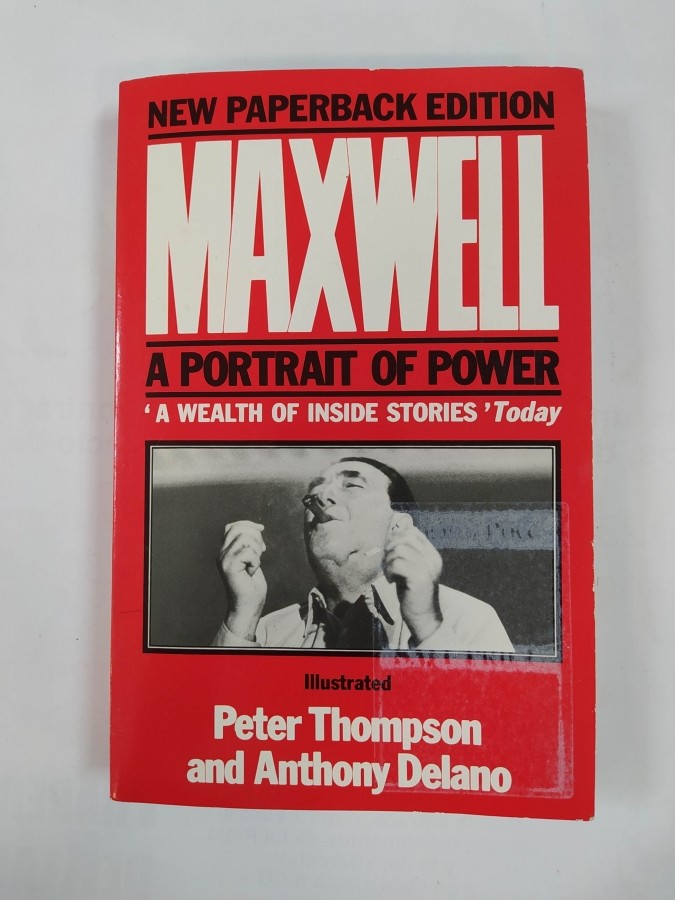 NEW PAPERBACK EDITION
MAXWELL
A PORTRAIT OF POWER
‘A WEALTH OF INSIDE STORIES’ Today
Illustrated
Peter Thompson
and Anthony Delano